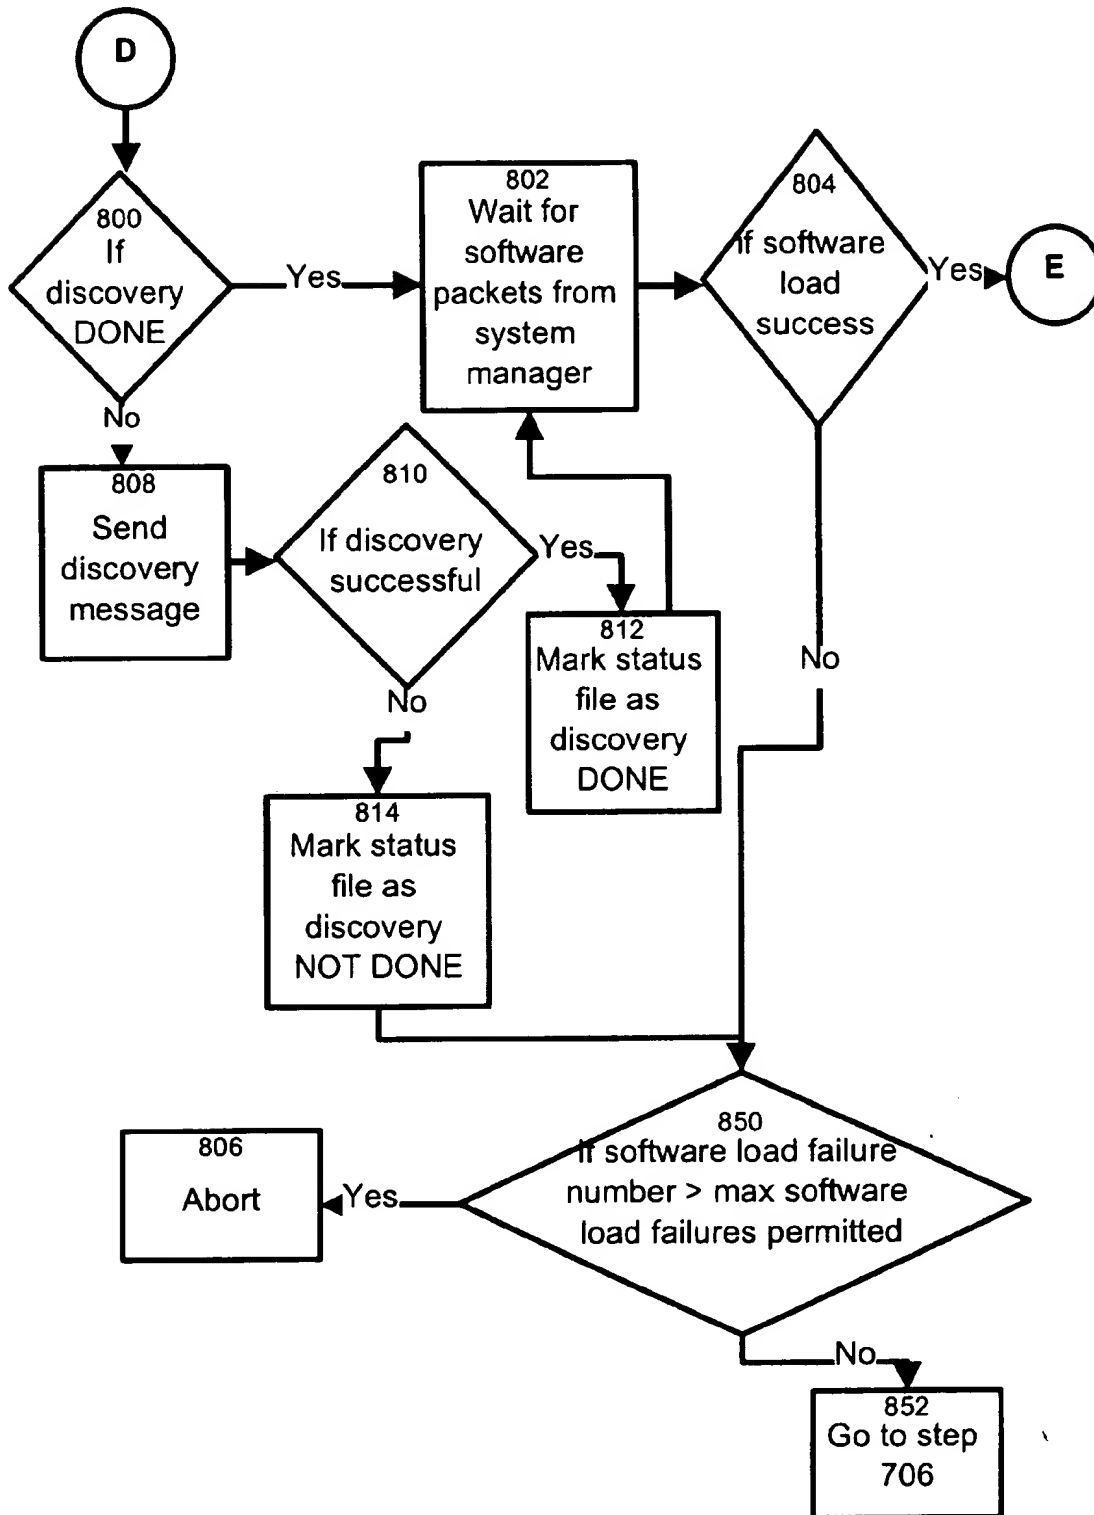 D
800
If
discovery
DONE
Yes
No
802
Wait for
software
packets from
system
manager
804
If software
load
success
Yes
E
No
808
Send
discovery
message
810
If discovery
successful
Yes
No
812
Mark status
file as
discovery
DONE
814
Mark status
file as
discovery
NOT DONE
850
If software load failure
number > max software
load failures permitted
Yes
806
Abort
No
852
Go to step
706